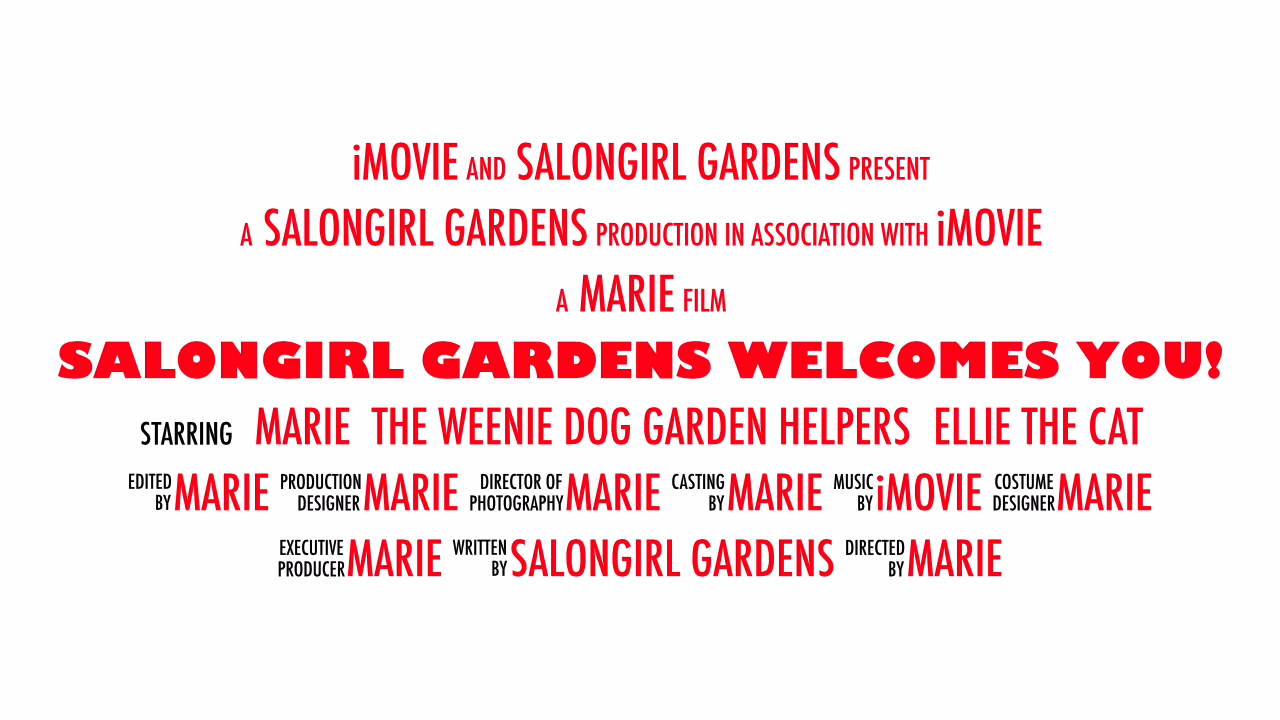 iMOVIE AND SALONGIRL GARDENS PRESENT
A SALONGIRL GARDENS PRODUCTION IN ASSOCIATION WITH iMOVIE
A MARIE FILM
SALONGIRL GARDENS WELCOMES YOU!
STARRING MARIE THE WEENIE DOG GARDEN HELPERS ELLIE THE CAT
EDITED BY MARIE PRODUCTION DESIGNER MARIE DIRECTOR OF PHOTOGRAPHY MARIE CASTING BY MARIE MUSIC BY iMOVIE COSTUME DESIGNER MARIE
EXECUTIVE PRODUCER MARIE WRITTEN BY SALONGIRL GARDENS DIRECTED BY MARIE